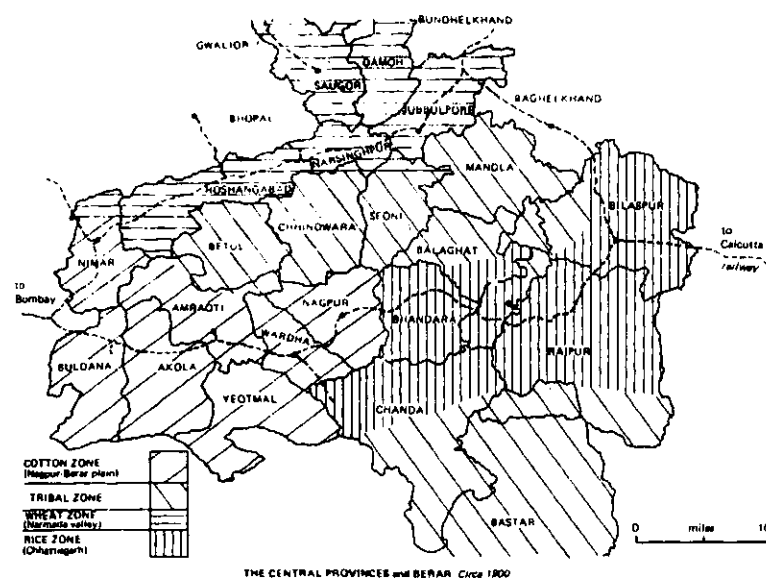 BUNDHELKHAND
GWALIOR
DAMOH
SAUGOR
JUBBULPORE
BAGHELKHAND
BHOPAL
NARSINGHPUR
MANDLA
HOSHANGABAD
BILASPUR
CHHINDWARA
SEONI
BETUL
BALAGHAT
to
Calcutta
railway
NIMAR
to
Bombay
AMRAOTI
NAGPUR
BHANDARA
WARDHA
RAIPUR
BULDANA
AKOLA
YEOTMAL
CHANDA
COTTON ZONE
(Nagpur-Berar plain)
TRIBAL ZONE
WHEAT ZONE
(Narmada valley)
RICE ZONE
(Chhattisgarh)
BASTAR
0 miles 10
THE CENTRAL PROVINCES and BERAR Circa 1900